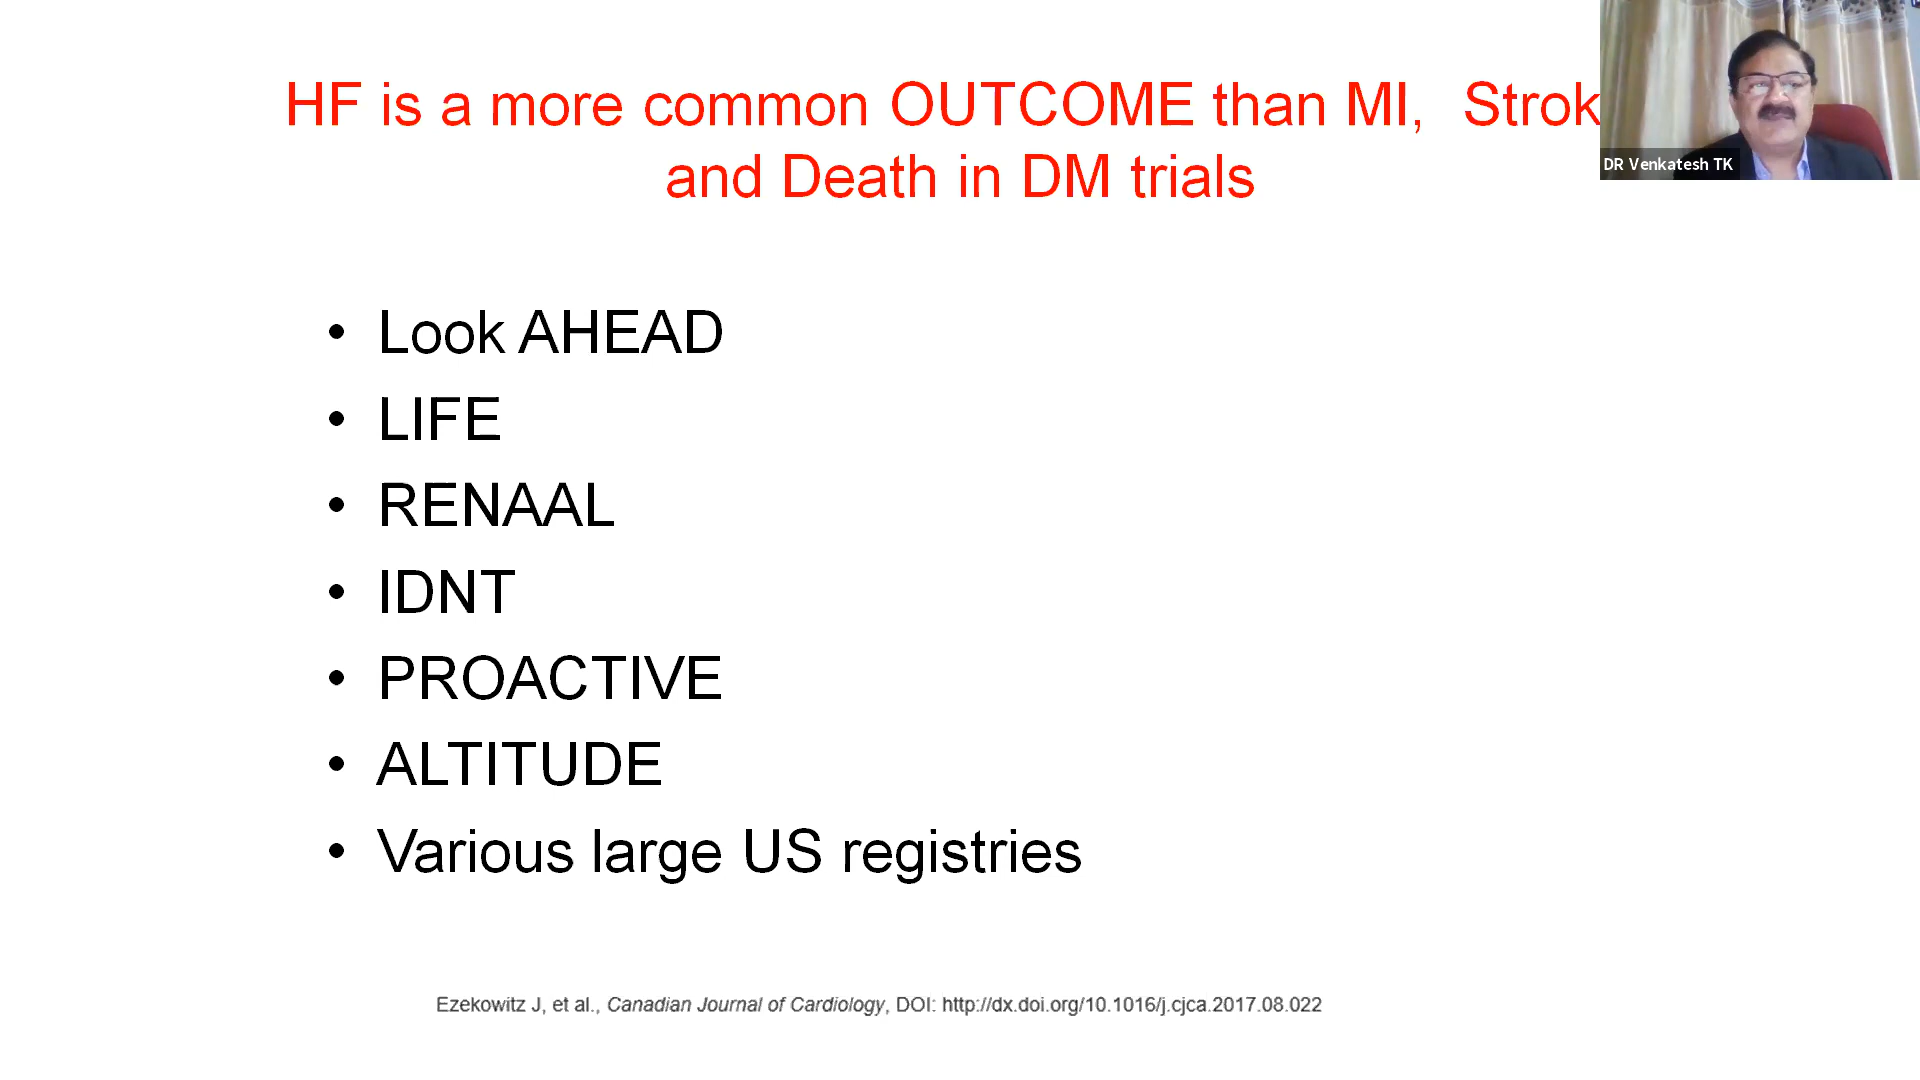 HF is a more common OUTCOME than MI, Strok
and Death in DM trials
DR Venkatesh TK
• Look AHEAD
• LIFE
• RENAAL
• IDNT
• PROACTIVE
• ALTITUDE
• Various large US registries
Ezekowitz J, et al., Canadian Journal of Cardiology, DOI: http://dx.doi.org/10.1016/j.cjca.2017.08.022